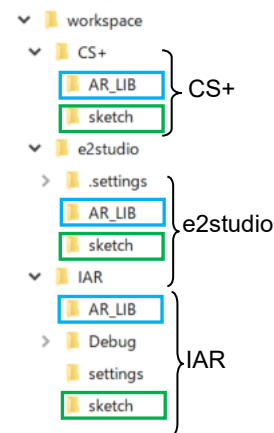 workspace
CS+
AR_LIB
CS+
sketch
e2studio
.settings
AR_LIB
e2studio
sketch
IAR
AR_LIB
Debug
IAR
settings
sketch